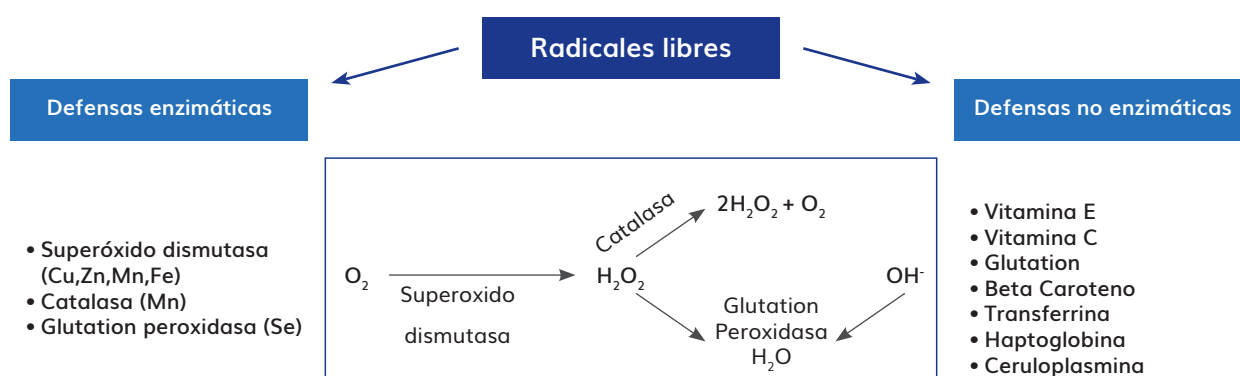 Radicales libres
Defensas enzimáticas
Defensas no enzimáticas
• Superóxido dismutasa
(Cu,Zn,Mn,Fe)
• Catalasa (Mn)
• Glutation peroxidasa (Se)
O₂
Superoxido
dismutasa
H₂O₂
Catalasa
2H₂O₂ + O₂
OH⁻
Glutation
Peroxidasa
H₂O
• Vitamina E
• Vitamina C
• Glutation
• Beta Caroteno
• Transferrina
• Haptoglobina
• Ceruloplasmina